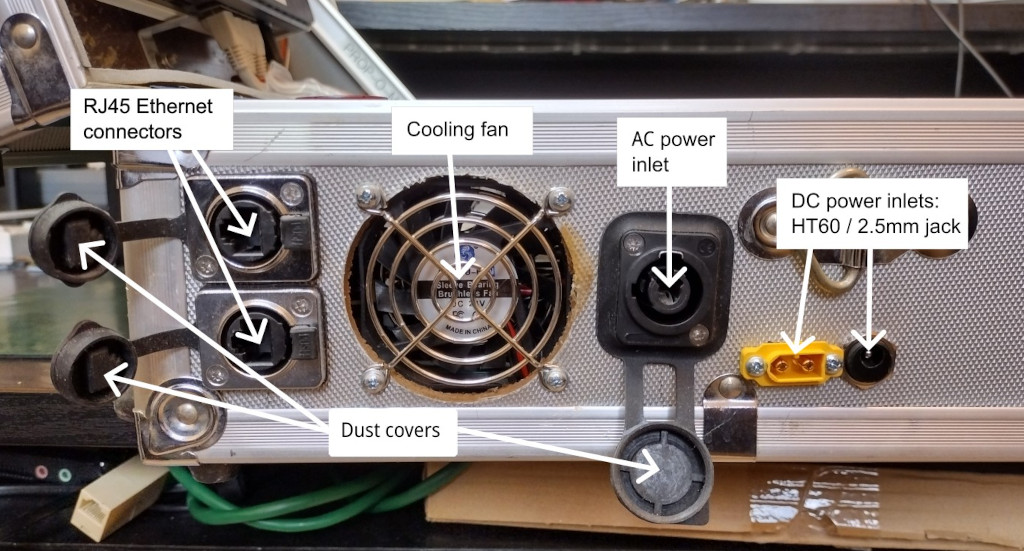 RJ45 Ethernet
connectors
Cooling fan
AC power
inlet
DC power inlets:
HT60 / 2.5mm jack
Sleeve Bearing
Brushless Fan
MADE IN CHINA
Dust covers